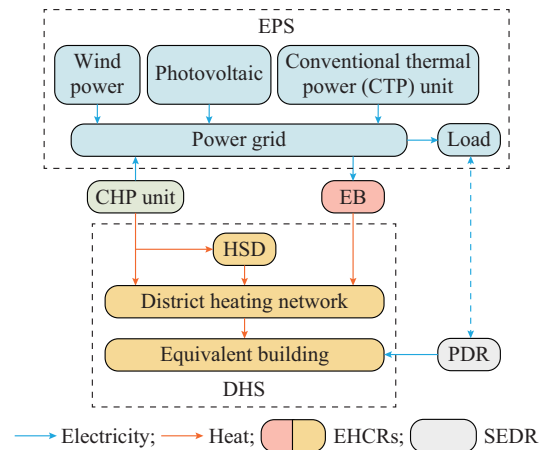 EPS
Wind
power
Photovoltaic
Conventional thermal
power (CTP) unit
Power grid
Load
CHP unit
EB
HSD
District heating network
Equivalent building
PDR
DHS
Electricity; Heat; EHCRs; SEDR